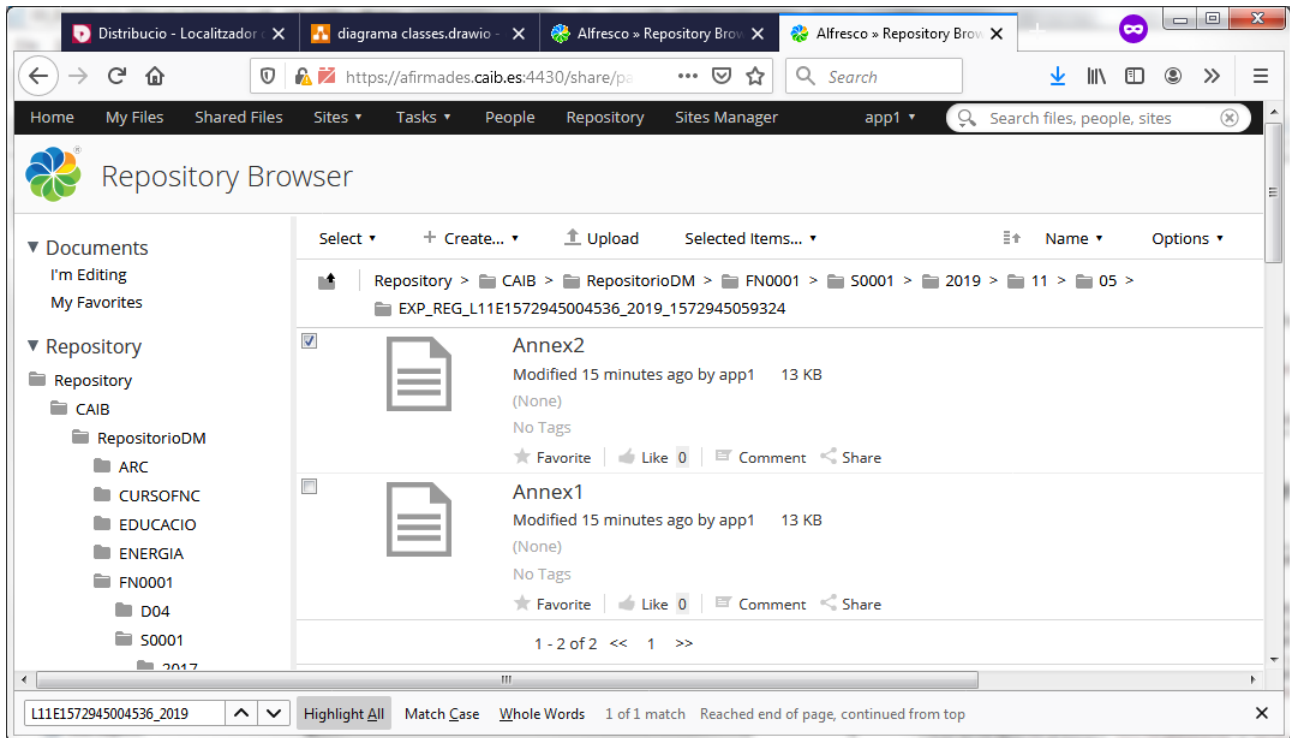 Distribucio - Localitzador c
diagrama classes.drawio -
Alfresco » Repository Brow
Alfresco » Repository Brow
https://afirmades.caib.es:4430/share/pa
Search
Home My Files Shared Files Sites Tasks People Repository Sites Manager app1 Search files, people, sites
Repository Browser
Documents
I'm Editing
My Favorites
Repository
Repository
CAIB
RepositorioDM
ARC
CURSOFNC
EDUCACIO
ENERGIA
FN0001
D04
S0001
2017
Select + Create... Upload Selected Items... Name Options
Repository > CAIB > RepositorioDM > FN0001 > S0001 > 2019 > 11 > 05 >
EXP_REG_L11E1572945004536_2019_1572945059324
Annex2
Modified 15 minutes ago by app1 13 KB
(None)
No Tags
Favorite Like 0 Comment Share
Annex1
Modified 15 minutes ago by app1 13 KB
(None)
No Tags
Favorite Like 0 Comment Share
1 - 2 of 2 << 1 >>
L11E1572945004536_2019 Highlight All Match Case Whole Words 1 of 1 match Reached end of page, continued from top